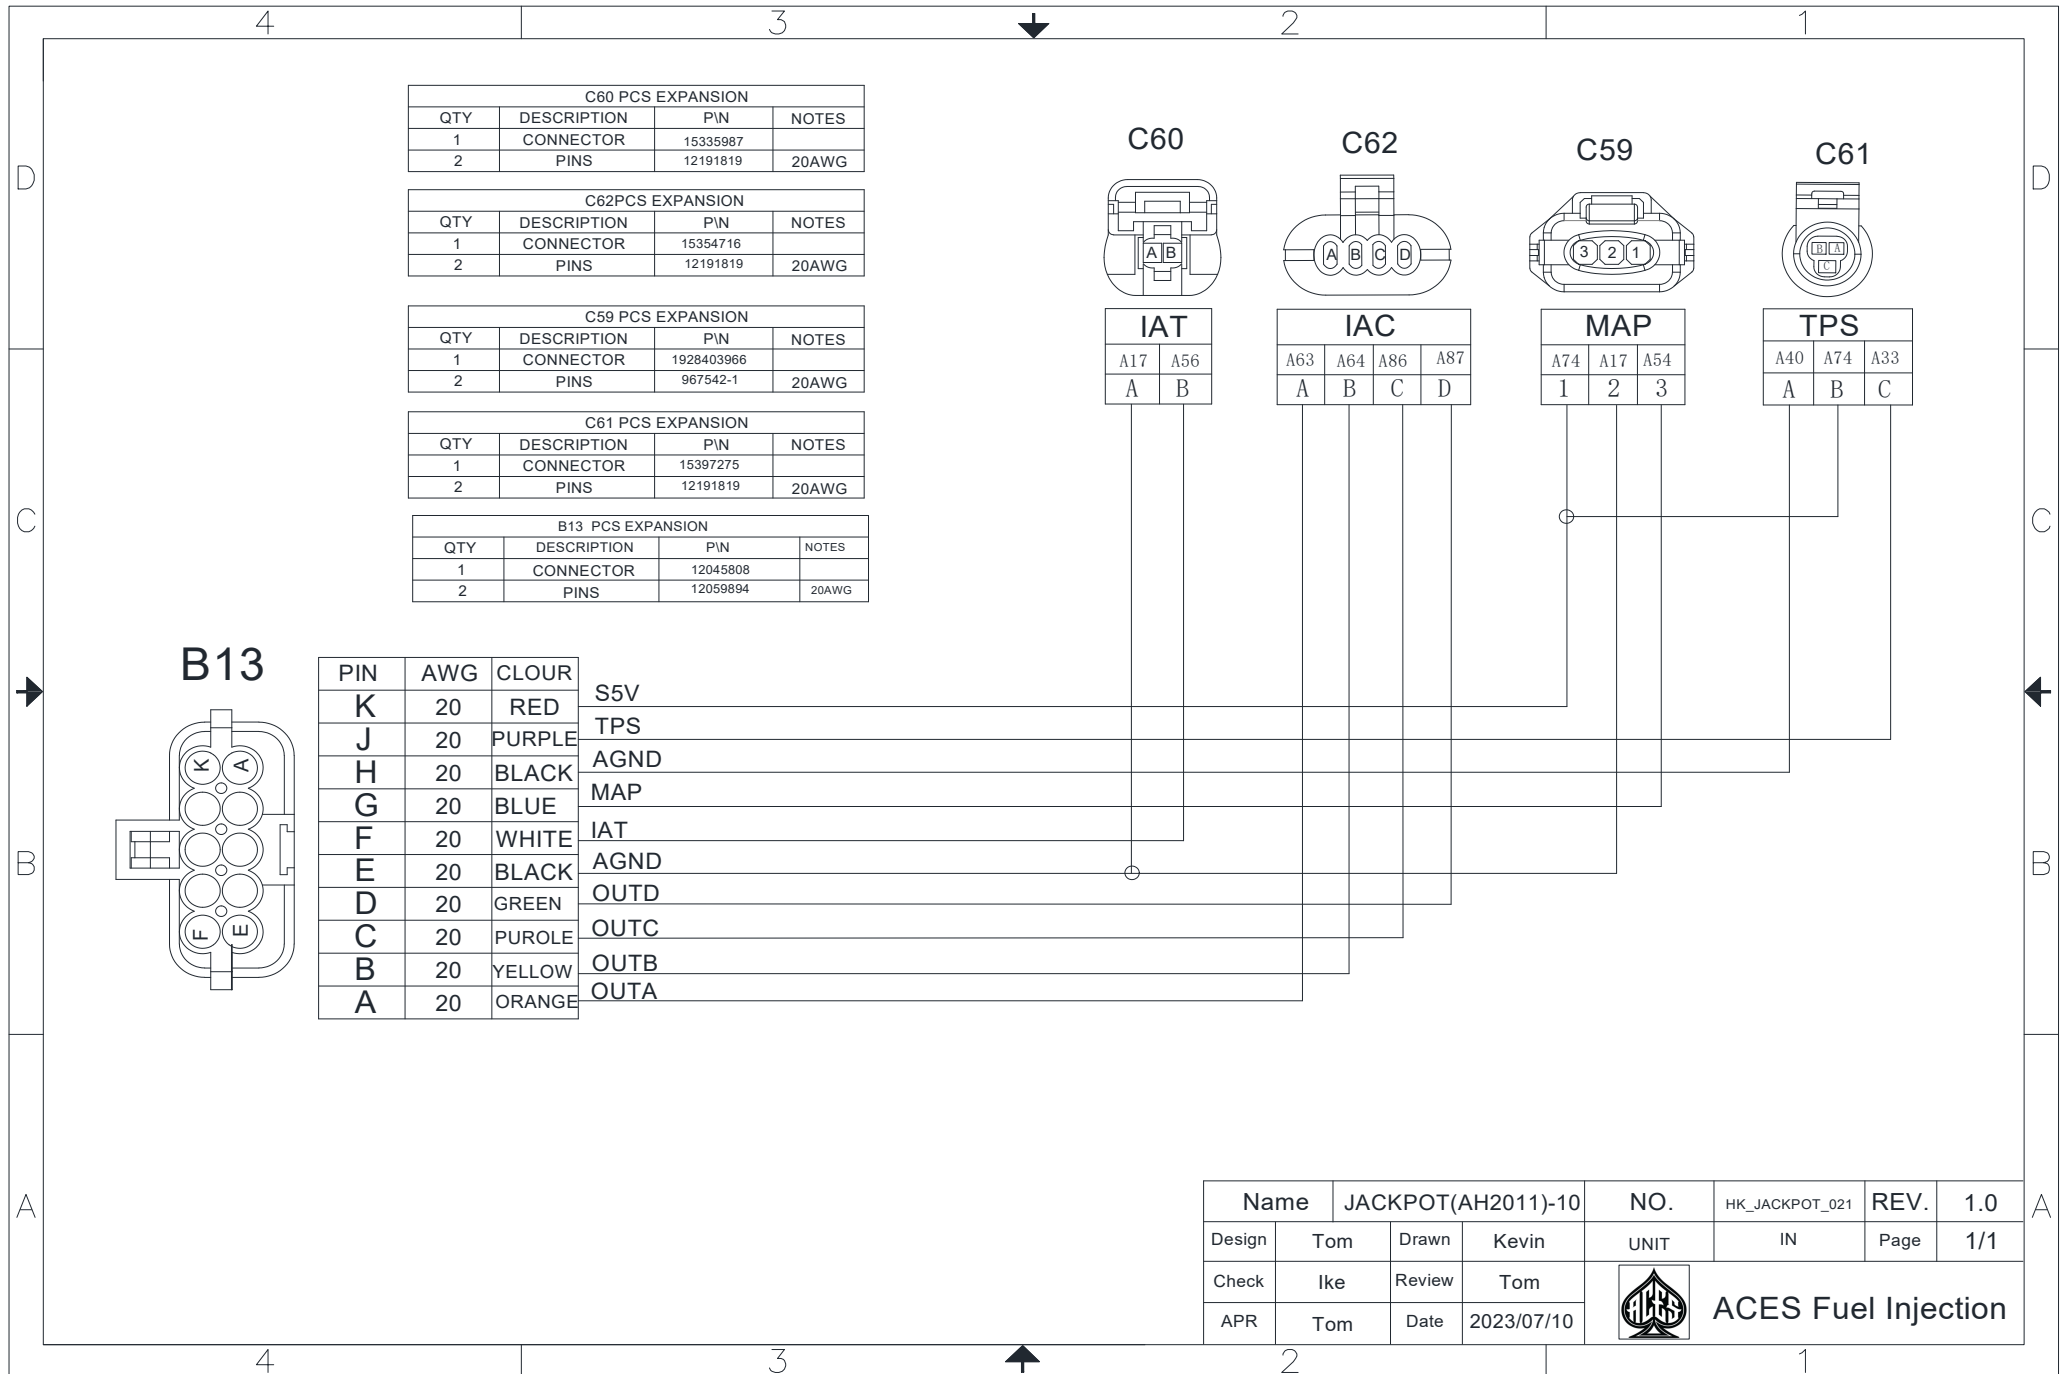 4 3 2 1
D
C
B
A
D
C
B
A
4 3 2 1
C60 PCS EXPANSION
QTY DESCRIPTION P\N NOTES
1 CONNECTOR 15335987
2 PINS 12191819 20AWG
C62PCS EXPANSION
QTY DESCRIPTION P\N NOTES
1 CONNECTOR 15354716
2 PINS 12191819 20AWG
C59 PCS EXPANSION
QTY DESCRIPTION P\N NOTES
1 CONNECTOR 1928403966
2 PINS 967542-1 20AWG
C61 PCS EXPANSION
QTY DESCRIPTION P\N NOTES
1 CONNECTOR 15397275
2 PINS 12191819 20AWG
B13 PCS EXPANSION
QTY DESCRIPTION P\N NOTES
1 CONNECTOR 12045808
2 PINS 12059894 20AWG
C60
A B
IAT
A17 A56
A B
C62
A B C D
IAC
A63 A64 A86 A87
A B C D
C59
3 2 1
MAP
A74 A17 A54
1 2 3
C61
B A
C
TPS
A40 A74 A33
A B C
B13
K A
F E
PIN AWG CLOUR
K 20 RED S5V
J 20 PURPLE TPS
H 20 BLACK AGND
G 20 BLUE MAP
F 20 WHITE IAT
E 20 BLACK AGND
D 20 GREEN OUTD
C 20 PUROLE OUTC
B 20 YELLOW OUTB
A 20 ORANGE OUTA
Name JACKPOT(AH2011)-10 NO. HK_JACKPOT_021 REV. 1.0
Design Tom Drawn Kevin UNIT IN Page 1/1
Check Ike Review Tom
APR Tom Date 2023/07/10
ACES
ACES Fuel Injection